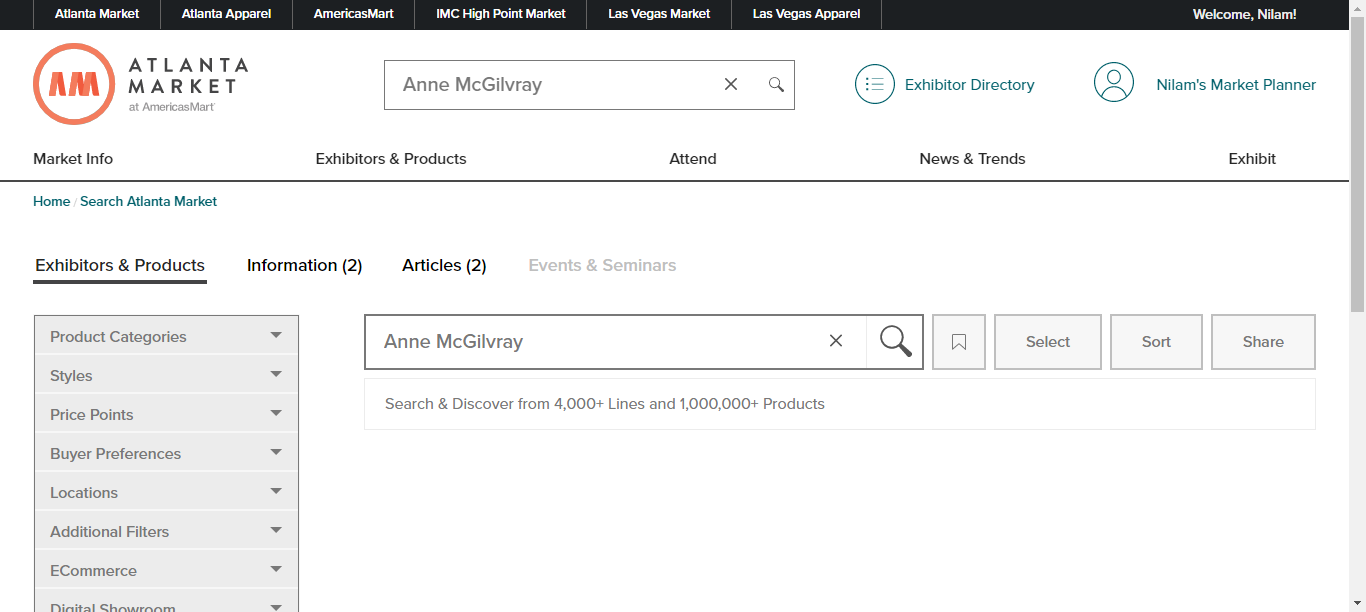 Atlanta Market Atlanta Apparel AmericasMart IMC High Point Market Las Vegas Market Las Vegas Apparel Welcome, Nilam!
AM ATLANTA
MARKET
at AmericasMart
Anne McGilvray
Exhibitor Directory
Nilam's Market Planner
Market Info Exhibitors & Products Attend News & Trends Exhibit
Home / Search Atlanta Market
Exhibitors & Products Information (2) Articles (2) Events & Seminars
Product Categories
Styles
Price Points
Buyer Preferences
Locations
Additional Filters
ECommerce
Digital Showroom
Anne McGilvray
Select Sort Share
Search & Discover from 4,000+ Lines and 1,000,000+ Products